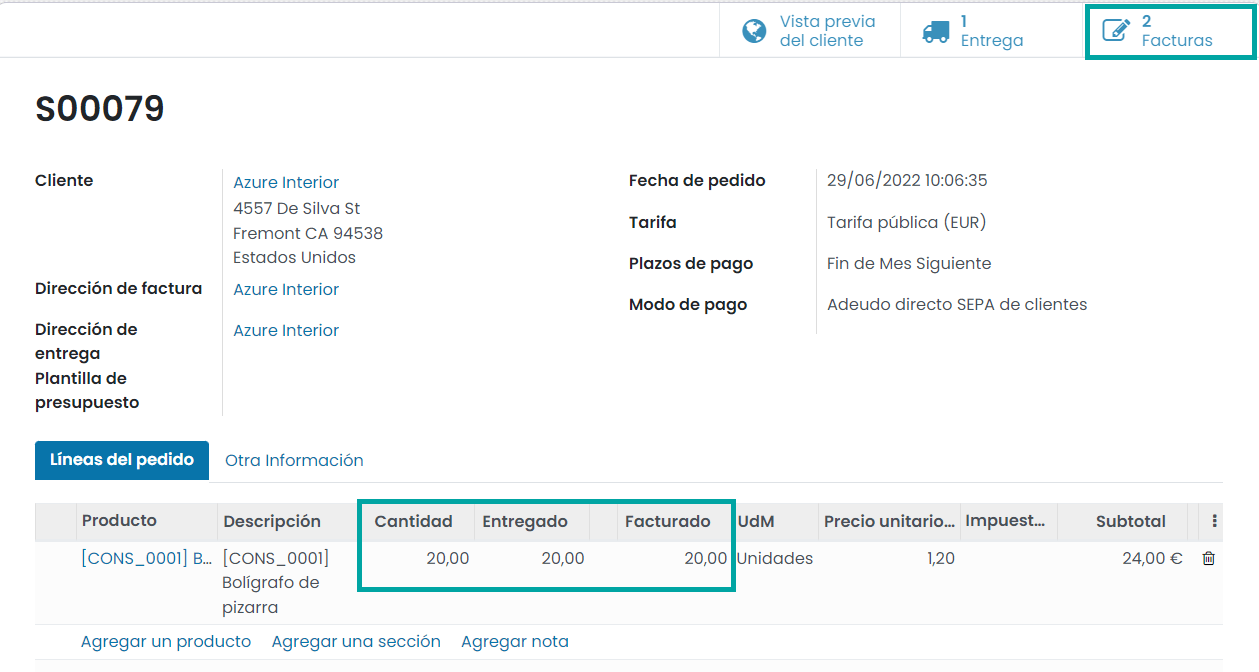 Vista previa
del cliente
1
Entrega
2
Facturas
S00079
Cliente
Azure Interior
4557 De Silva St
Fremont CA 94538
Estados Unidos
Dirección de factura
Azure Interior
Dirección de
entrega
Azure Interior
Plantilla de
presupuesto
Fecha de pedido
29/06/2022 10:06:35
Tarifa
Tarifa pública (EUR)
Plazos de pago
Fin de Mes Siguiente
Modo de pago
Adeudo directo SEPA de clientes
Líneas del pedido Otra Información
Producto Descripción Cantidad Entregado Facturado UdM Precio unitario... Impuest... Subtotal
[CONS_0001] B... [CONS_0001] 20,00 20,00 20,00 Unidades 1,20 24,00 €
Bolígrafo de
pizarra
Agregar un producto Agregar una sección Agregar nota